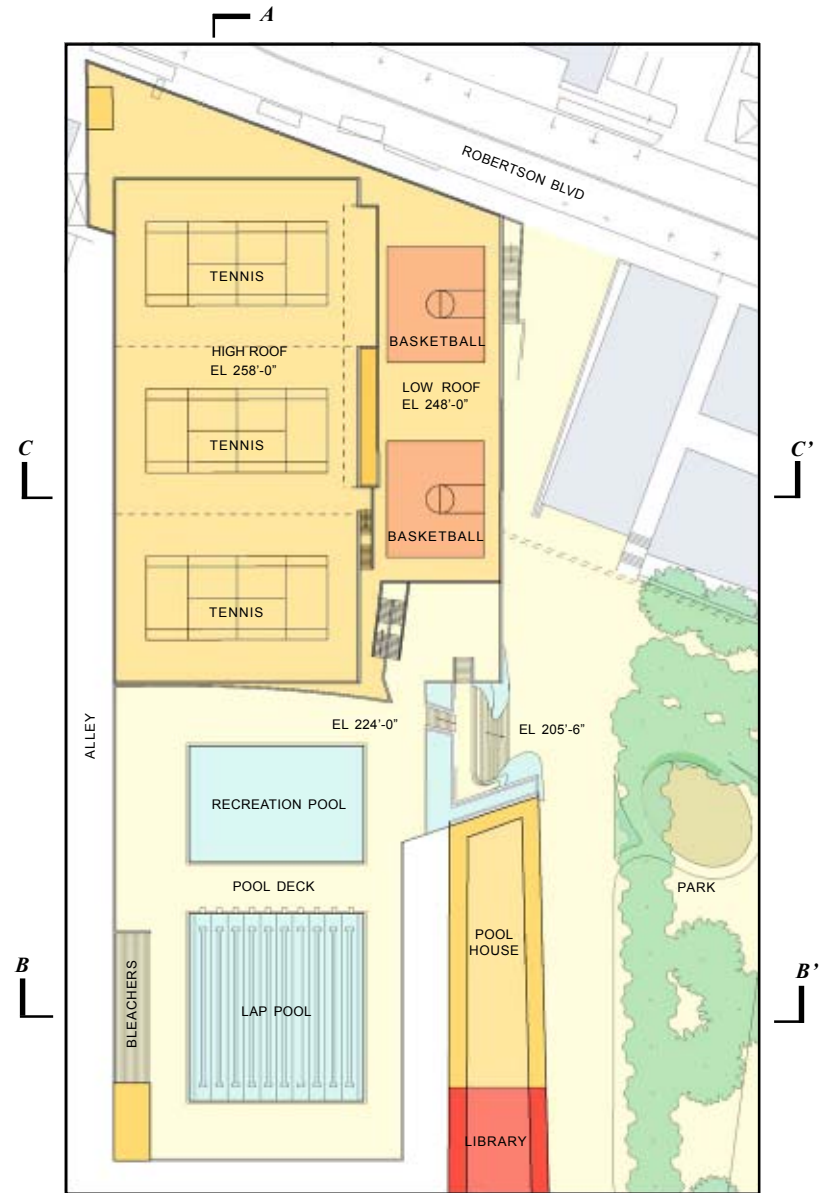 A
ROBERTSON BLVD
TENNIS
BASKETBALL
HIGH ROOF
EL 258'-0”
LOW ROOF
EL 248'-0”
C
C’
TENNIS
BASKETBALL
TENNIS
ALLEY
EL 224'-0”
EL 205'-6”
RECREATION POOL
POOL DECK
PARK
POOL
HOUSE
B
B’
BLEACHERS
LAP POOL
LIBRARY